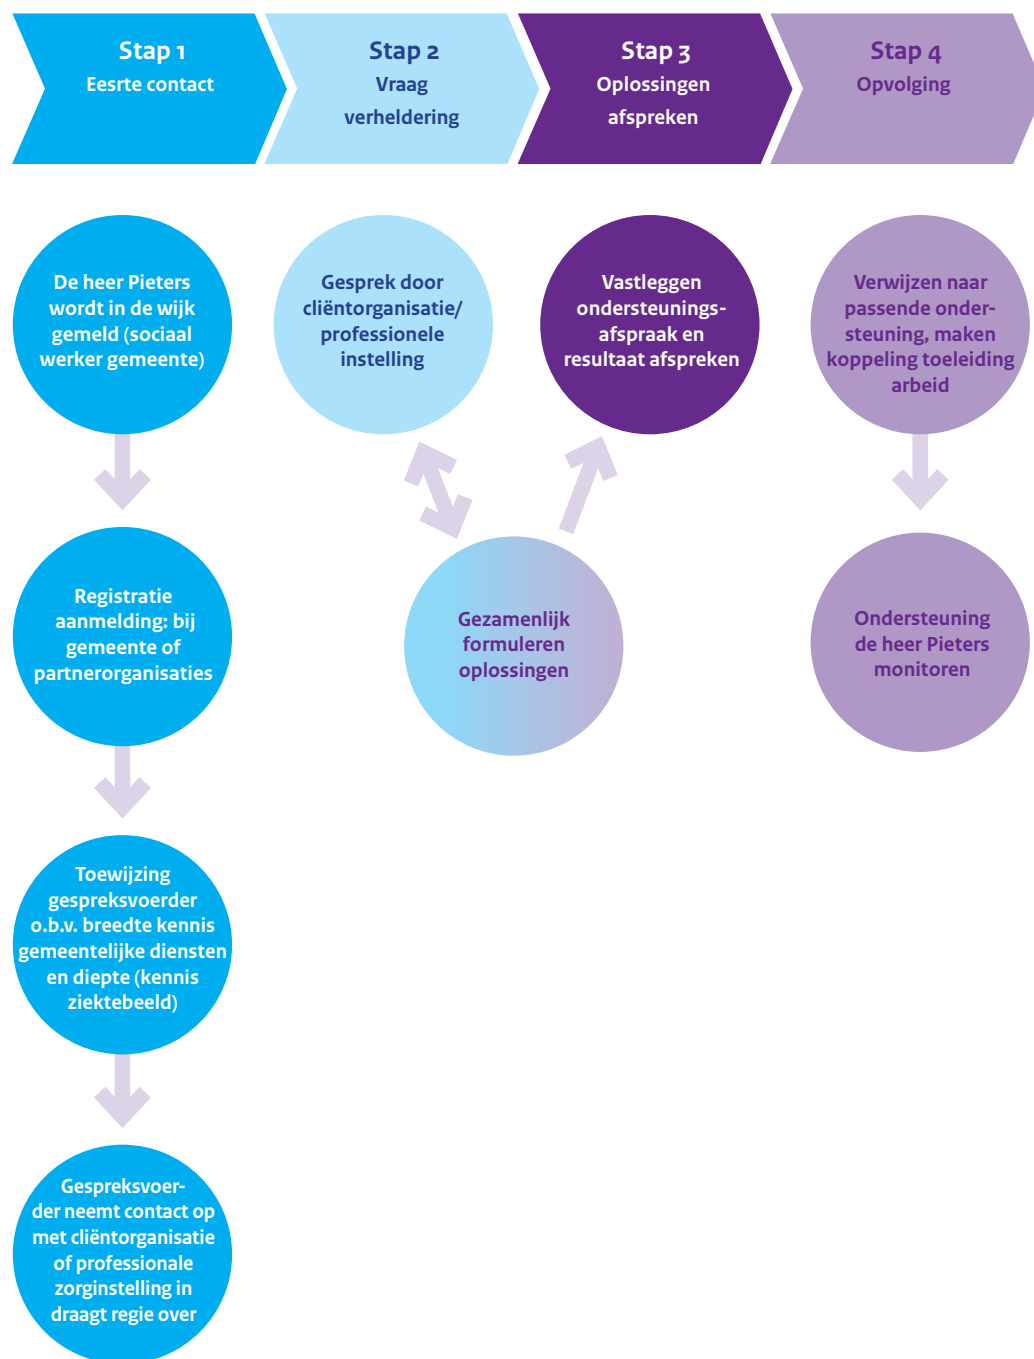 Stap 1
Eesrte contact
Stap 2
Vraag
verheldering
Stap 3
Oplossingen
afspreken
Stap 4
Opvolging
De heer Pieters
wordt in de wijk
gemeld (sociaal
werker gemeente)
Registratie
aanmelding: bij
gemeente of
partnerorganisaties
Toewijzing
gespreksvoerder
o.b.v. breedte kennis
gemeentelijke diensten
en diepte (kennis
ziektebeeld)
Gespreksvoer-
der neemt contact op
met cliëntorganisatie
of professionale
zorginstelling in
draagt regie over
Gesprek door
cliëntorganisatie/
professionele
instelling
Gezamenlijk
formuleren
oplossingen
Vastleggen
ondersteunings-
afspraak en
resultaat afspreken
Verwijzen naar
passende onder-
steuning, maken
koppeling toeleiding
arbeid
Ondersteuning
de heer Pieters
monitoren